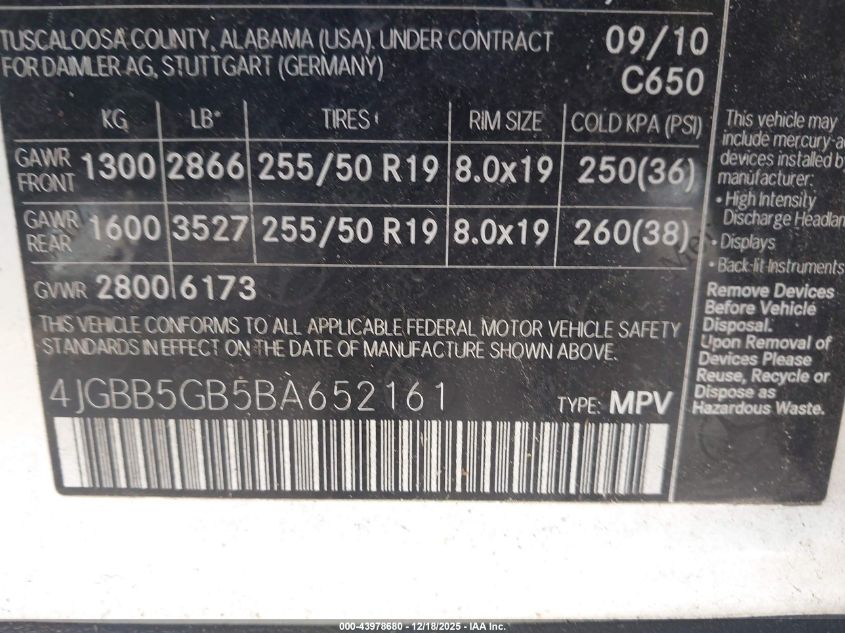 TUSCALOOSA COUNTY, ALABAMA (USA). UNDER CONTRACT
FOR DAIMLER AG, STUTTGART (GERMANY)
09/10
C650
KG LB* TIRES RIM SIZE COLD KPA (PSI)
GAWR FRONT 1300 2866 255/50 R19 8.0x19 250(36)
GAWR REAR 1600 3527 255/50 R19 8.0x19 260(38)
GVWR 2800 6173
THIS VEHICLE CONFORMS TO ALL APPLICABLE FEDERAL MOTOR VEHICLE SAFETY
STANDARDS IN EFFECT ON THE DATE OF MANUFACTURE SHOWN ABOVE.
4JGBB5GB5BA652161
TYPE: MPV
This vehicle may
include mercury-a
devices installed b
manufacturer:
• High Intensity
Discharge Headlam
• Displays
• Back-lit Instruments
Remove Devices
Before Vehicle
Disposal.
Upon Removal of
Devices Please
Reuse, Recycle or
Dispose as
Hazardous Waste.
000-43978680 - 12/18/2025 - IAA Inc.